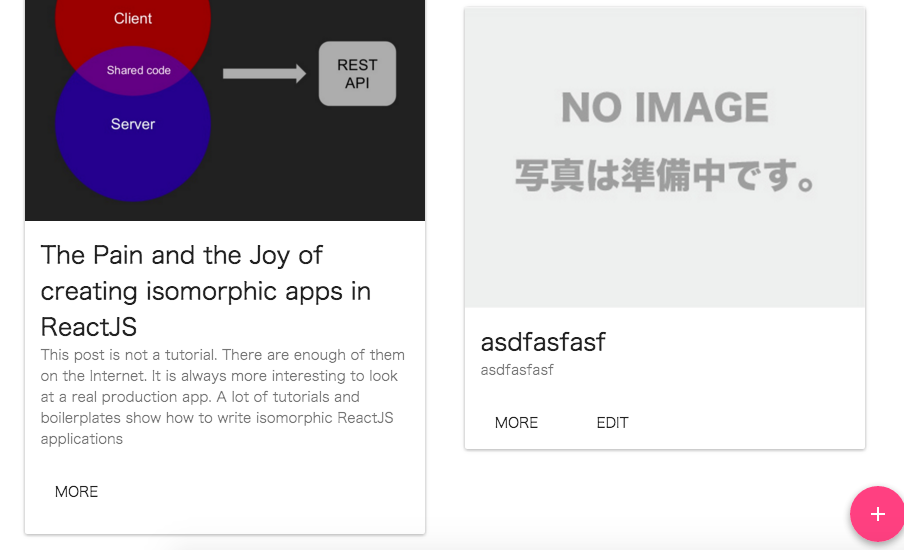 Client
Shared code
Server
REST
API
The Pain and the Joy of
creating isomorphic apps in
ReactJS
This post is not a tutorial. There are enough of them
on the Internet. It is always more interesting to look
at a real production app. A lot of tutorials and
boilerplates show how to write isomorphic ReactJS
applications
MORE
NO IMAGE
写真は準備中です。
asdfasfasf
asdfasfasf
MORE EDIT
+